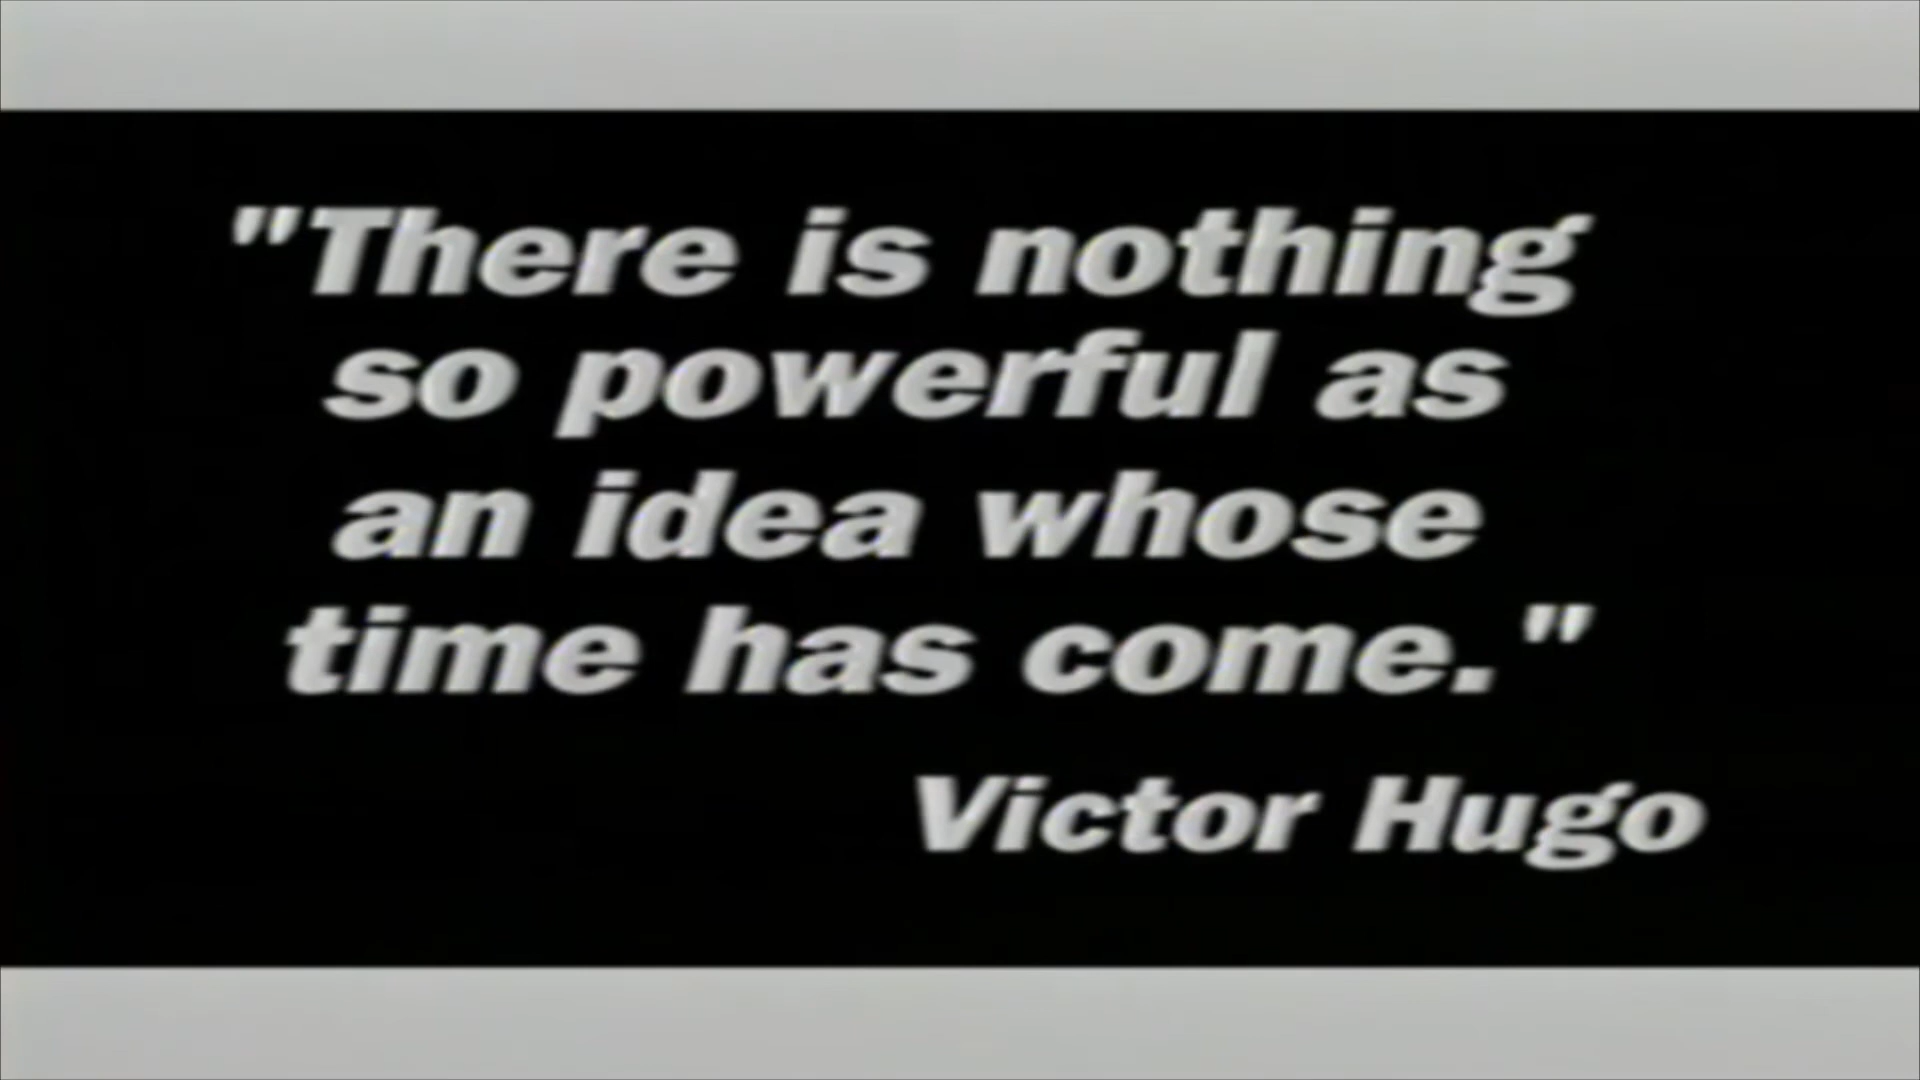 "There is nothing
so powerful as
an idea whose
time has come."
Victor Hugo